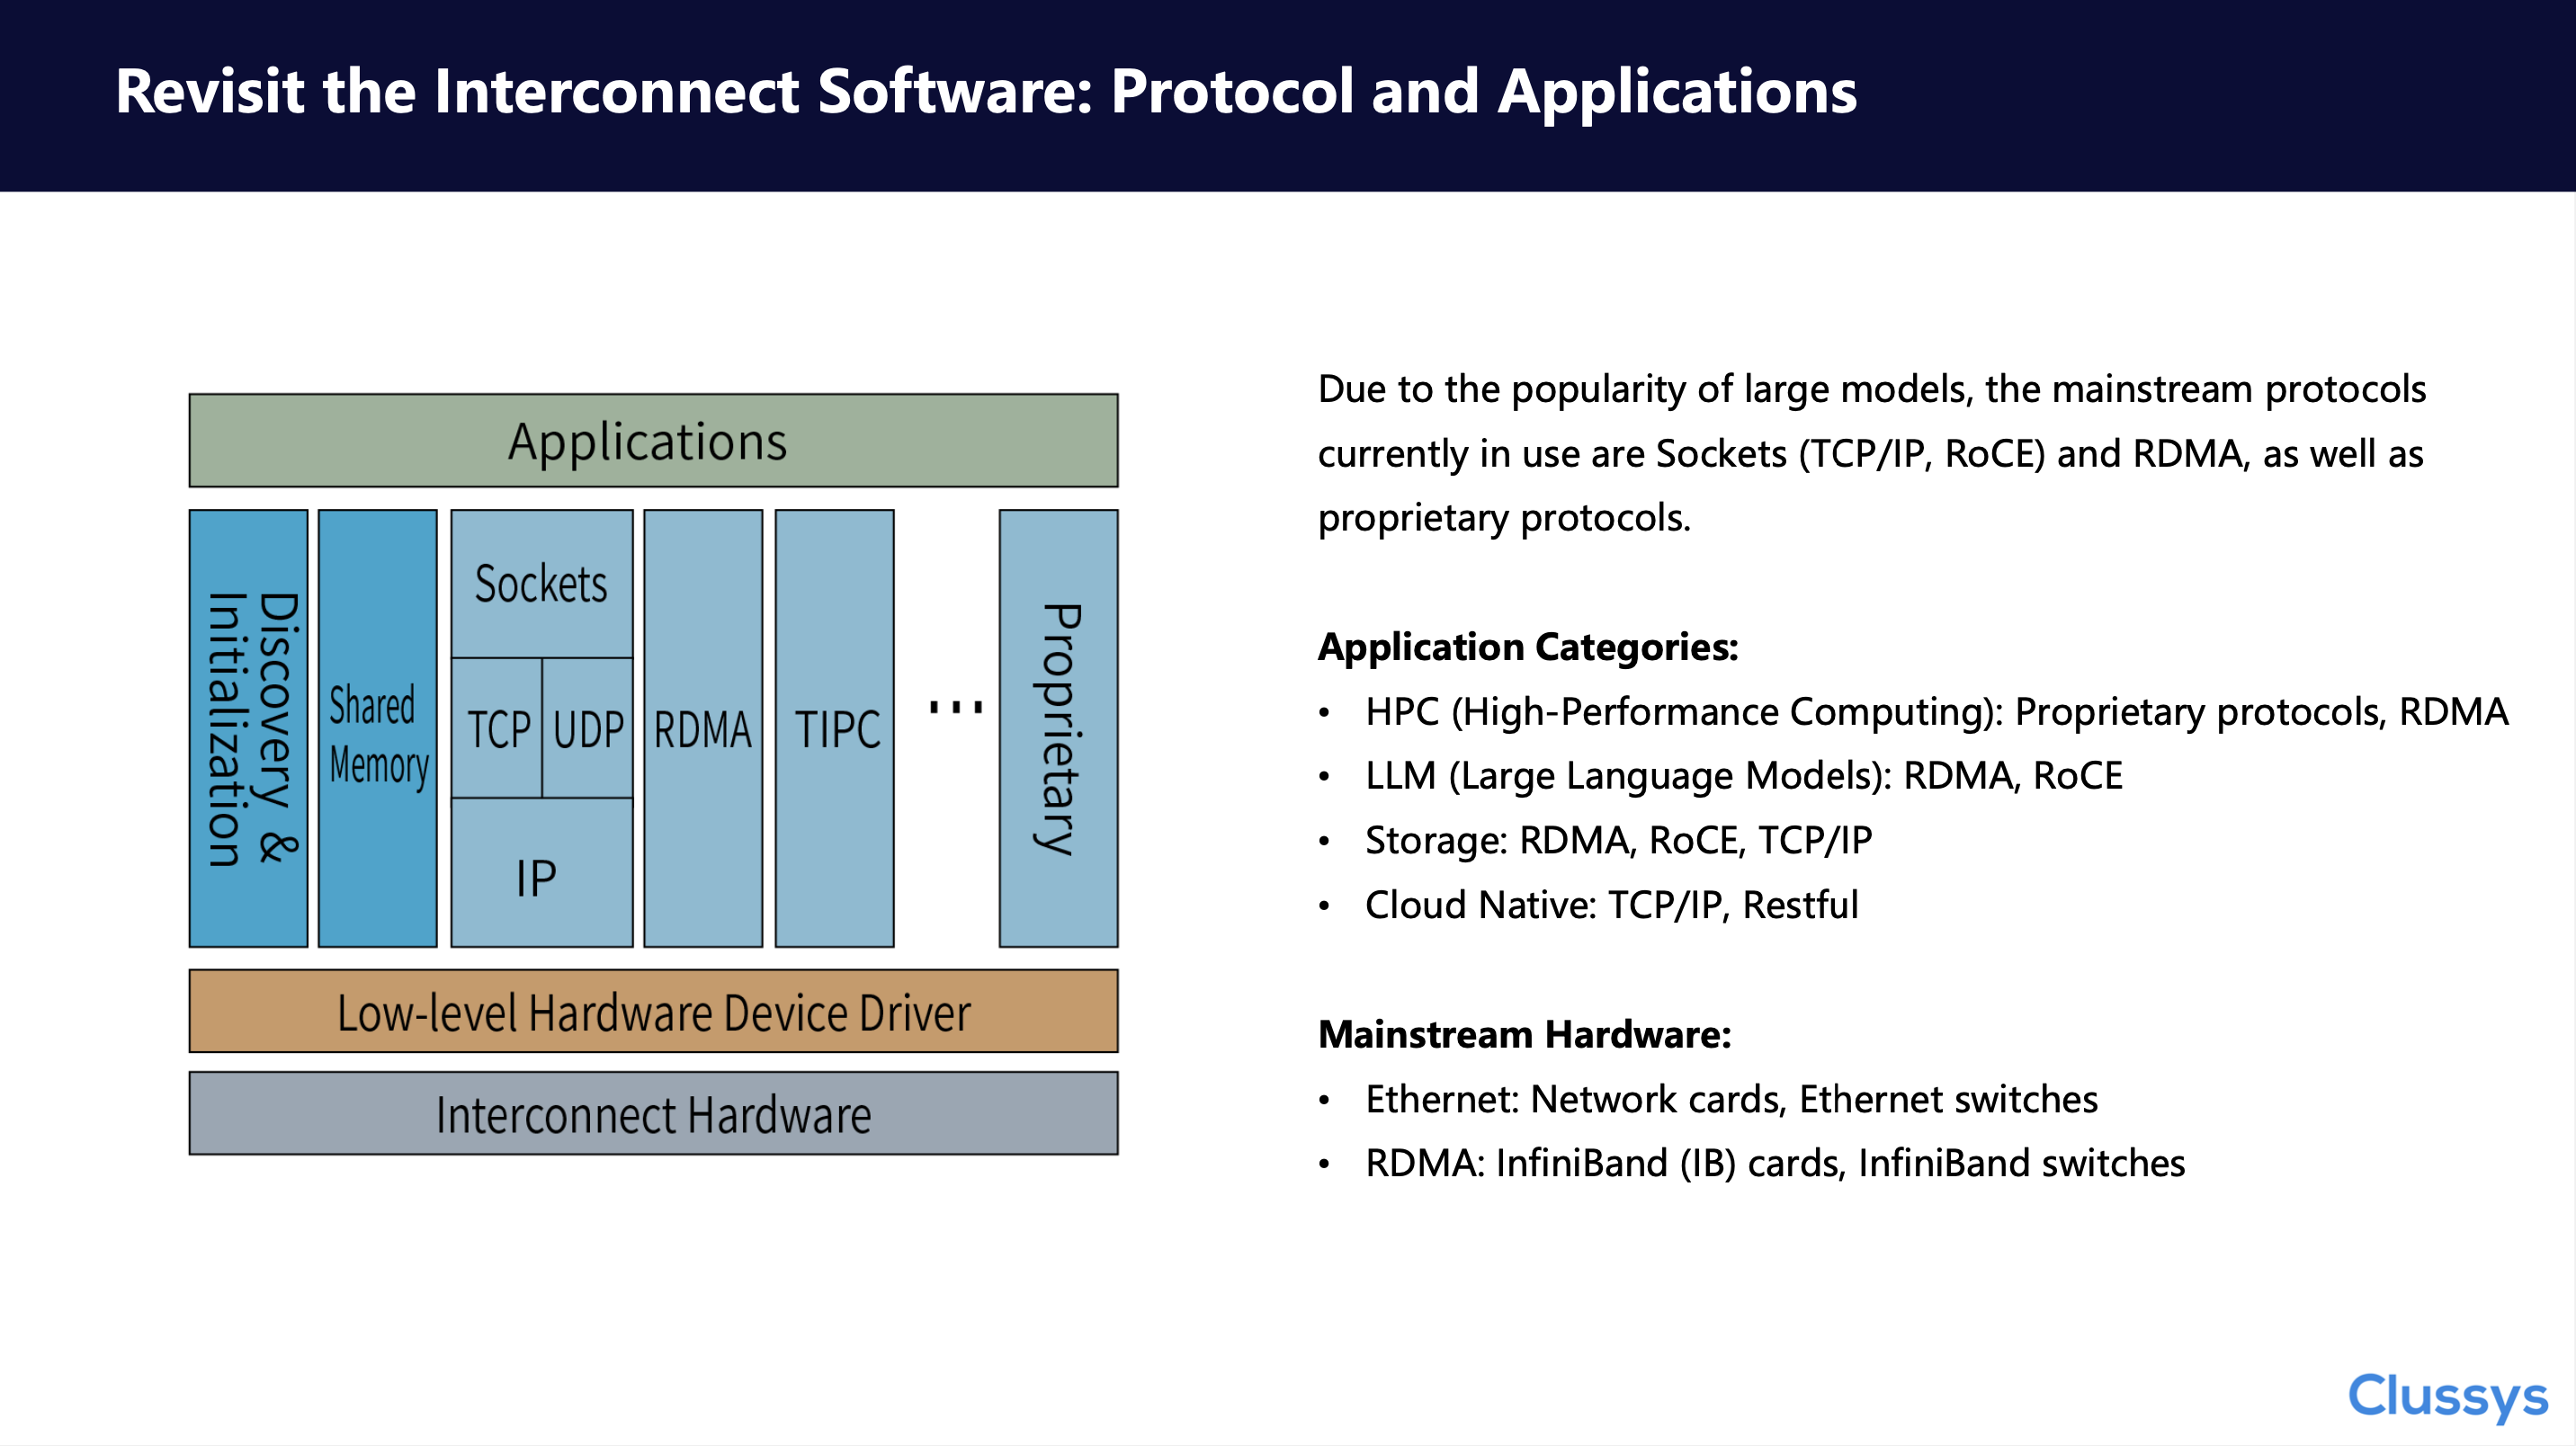 Revisit the Interconnect Software: Protocol and Applications
Applications
Discovery &
Initialization
Shared
Memory
Sockets
TCP
UDP
IP
RDMA
TIPC
...
Proprietary
Low-level Hardware Device Driver
Interconnect Hardware
Due to the popularity of large models, the mainstream protocols
currently in use are Sockets (TCP/IP, RoCE) and RDMA, as well as
proprietary protocols.
Application Categories:
• HPC (High-Performance Computing): Proprietary protocols, RDMA
• LLM (Large Language Models): RDMA, RoCE
• Storage: RDMA, RoCE, TCP/IP
• Cloud Native: TCP/IP, Restful
Mainstream Hardware:
• Ethernet: Network cards, Ethernet switches
• RDMA: InfiniBand (IB) cards, InfiniBand switches
Clussys